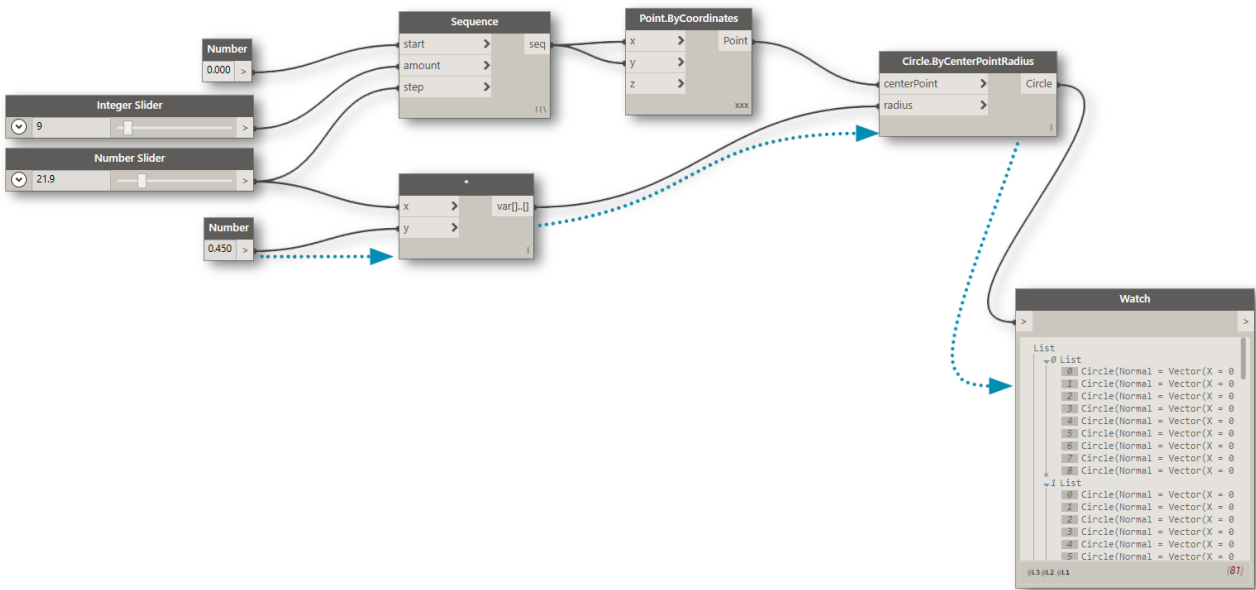 Number
0.000 >
Integer Slider
9 >
Number Slider
21.9 >
Number
0.450 >
Sequence
start > seq
amount >
step >
*
x > var[]..[]
y >
Point.ByCoordinates
x > Point
y >
z >
xxx
Circle.ByCenterPointRadius
centerPoint > Circle
radius >
Watch
> >
List
0 List
0 Circle(Normal = Vector(X = 0
1 Circle(Normal = Vector(X = 0
2 Circle(Normal = Vector(X = 0
3 Circle(Normal = Vector(X = 0
4 Circle(Normal = Vector(X = 0
5 Circle(Normal = Vector(X = 0
6 Circle(Normal = Vector(X = 0
7 Circle(Normal = Vector(X = 0
8 Circle(Normal = Vector(X = 0
1 List
0 Circle(Normal = Vector(X = 0
1 Circle(Normal = Vector(X = 0
2 Circle(Normal = Vector(X = 0
3 Circle(Normal = Vector(X = 0
4 Circle(Normal = Vector(X = 0
5 Circle(Normal = Vector(X = 0
@L3 @L2 @L1 {81}